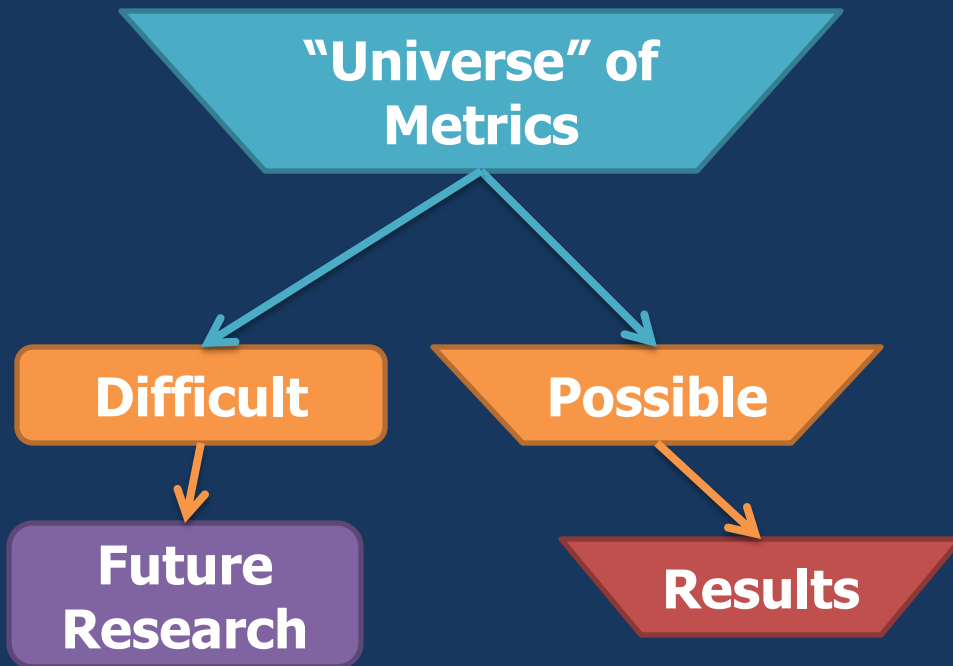 “Universe” of
Metrics
Difficult
Possible
Future
Research
Results